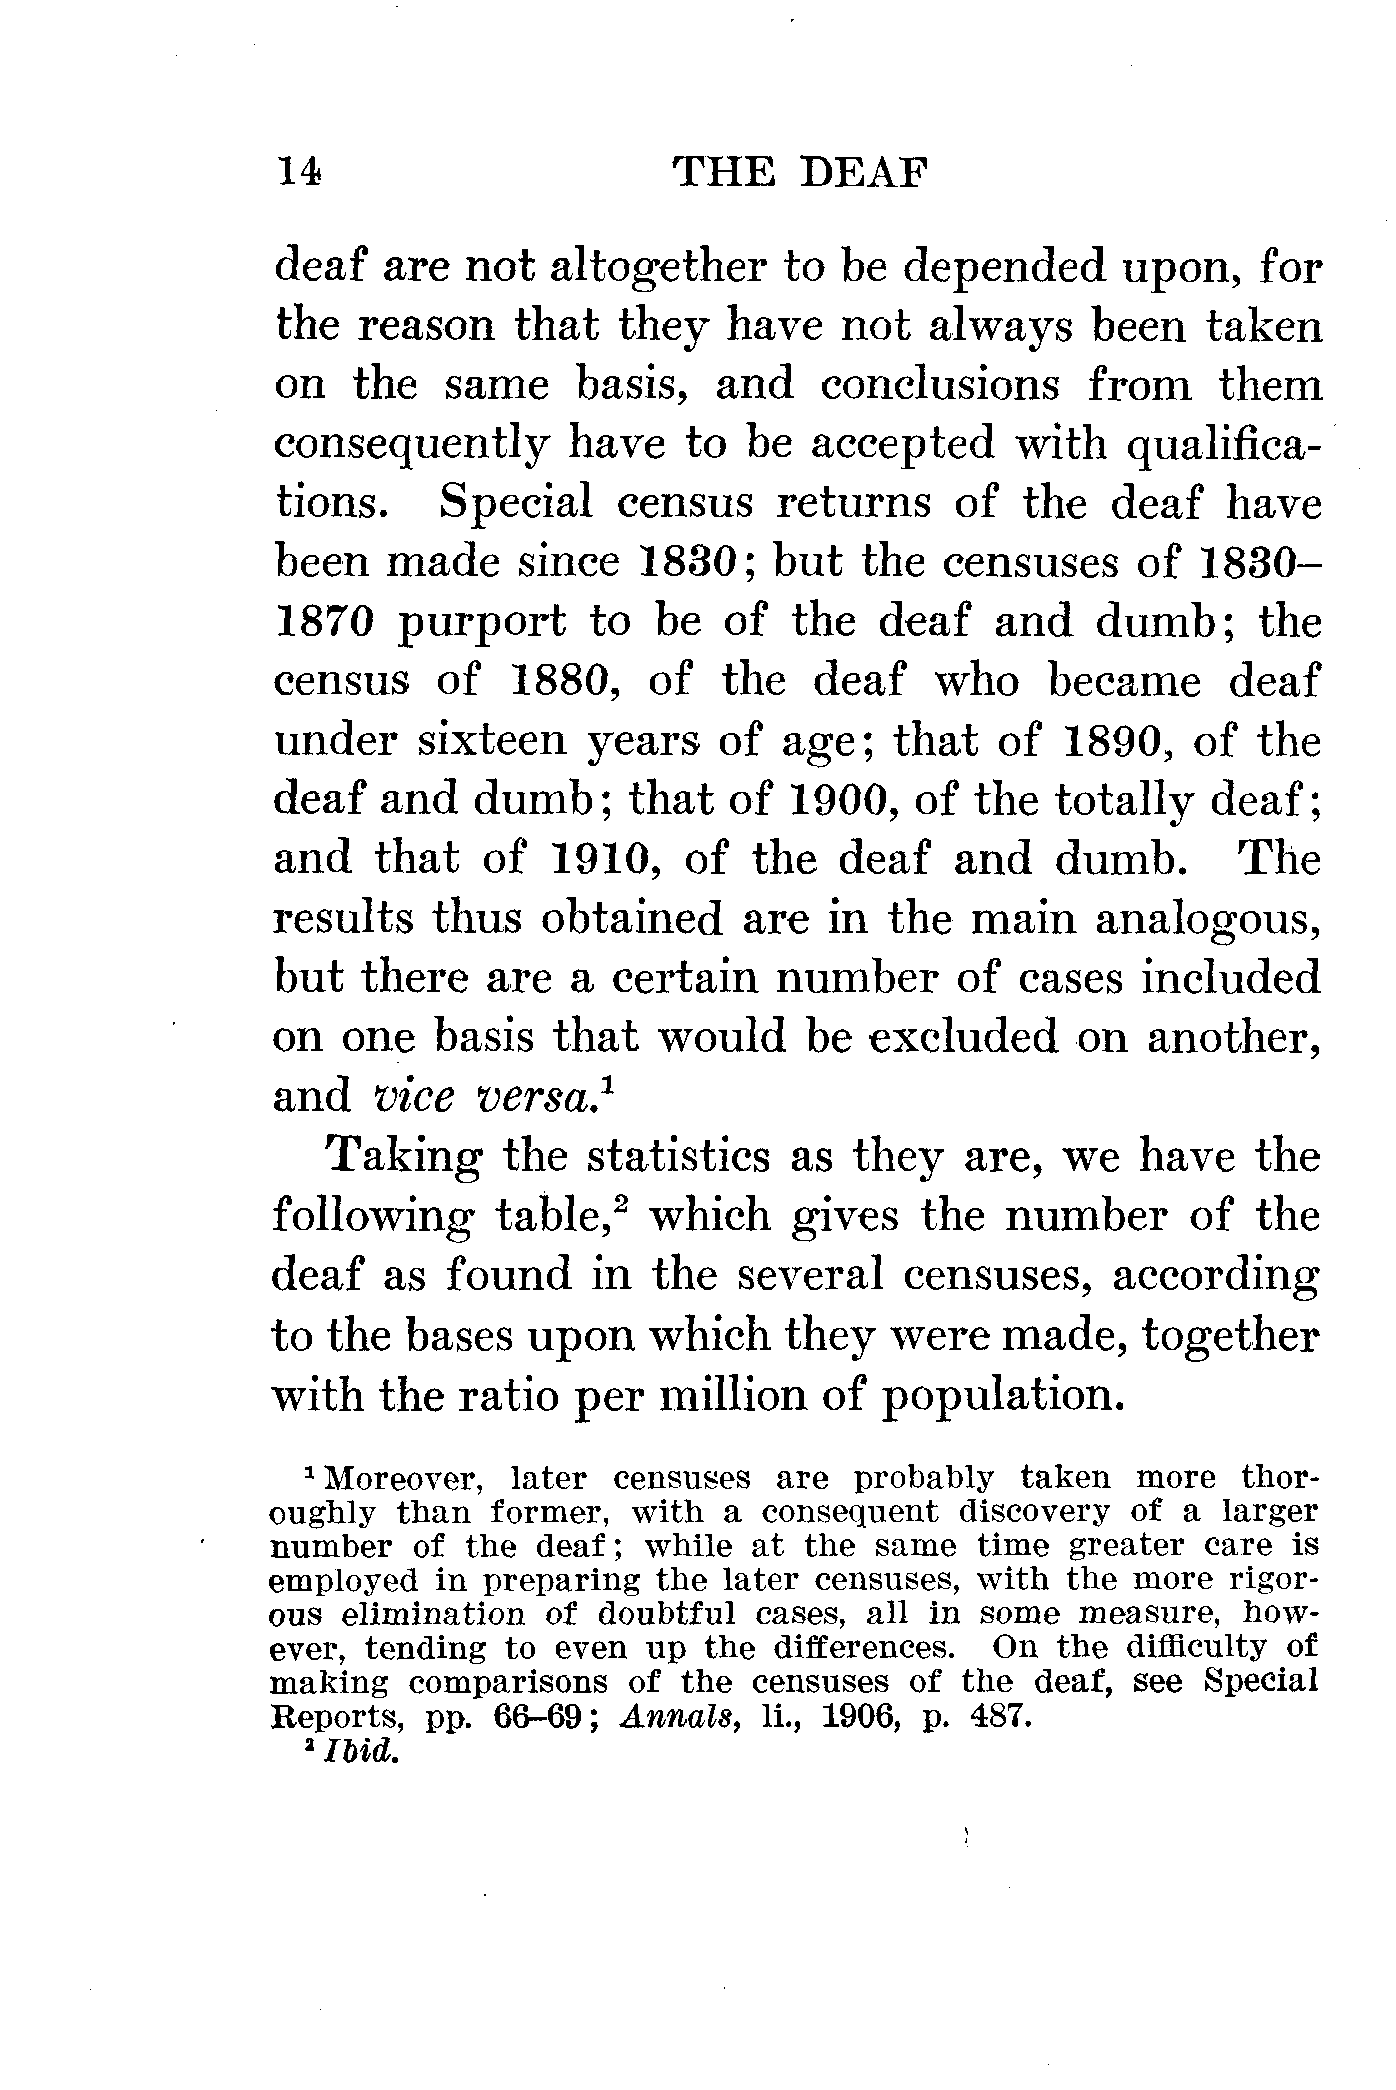 14 THE DEAF
deaf are not altogether to be depended upon, for
the reason that they have not always been taken
on the same basis, and conclusions from them
consequently have to be accepted with qualifica-
tions. Special census returns of the deaf have
been made since 1830; but the censuses of 1830–
1870 purport to be of the deaf and dumb; the
census of 1880, of the deaf who became deaf
under sixteen years of age; that of 1890, of the
deaf and dumb; that of 1900, of the totally deaf;
and that of 1910, of the deaf and dumb. The
results thus obtained are in the main analogous,
but there are a certain number of cases included
on one basis that would be excluded on another,
and vice versa.¹
Taking the statistics as they are, we have the
following table,² which gives the number of the
deaf as found in the several censuses, according
to the bases upon which they were made, together
with the ratio per million of population.
¹ Moreover, later censuses are probably taken more thor-
oughly than former, with a consequent discovery of a larger
number of the deaf; while at the same time greater care is
employed in preparing the later censuses, with the more rigor-
ous elimination of doubtful cases, all in some measure, how-
ever, tending to even up the differences. On the difficulty of
making comparisons of the censuses of the deaf, see Special
Reports, pp. 66–69; Annals, li., 1906, p. 487.
² Ibid.